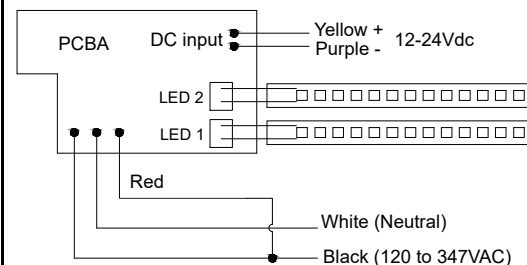 PCBA
DC input
Yellow +
Purple -
12-24Vdc
LED 2
LED 1
Red
White (Neutral)
Black (120 to 347VAC)